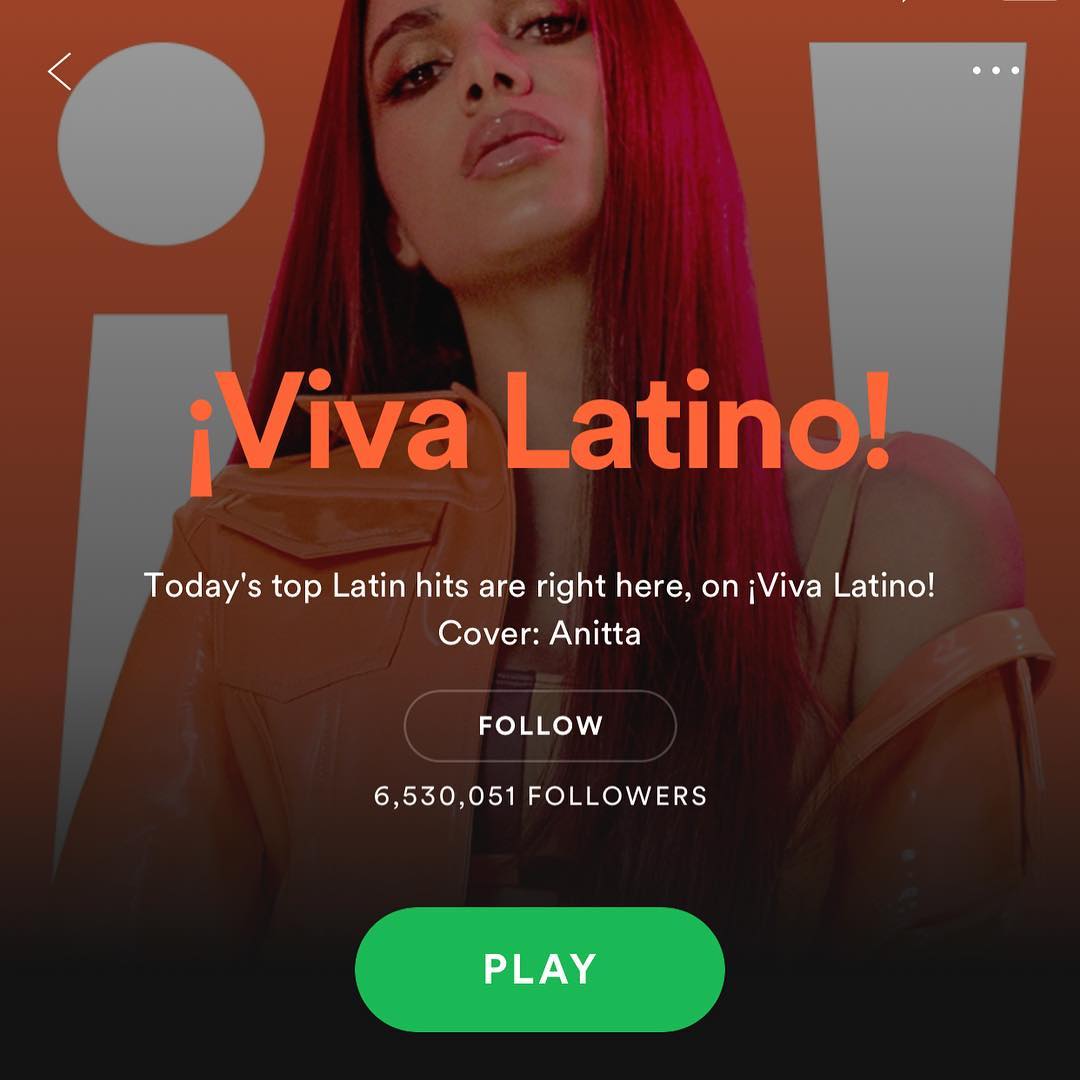 ¡Viva Latino!
Today's top Latin hits are right here, on ¡Viva Latino!
Cover: Anitta
FOLLOW
6,530,051 FOLLOWERS
PLAY